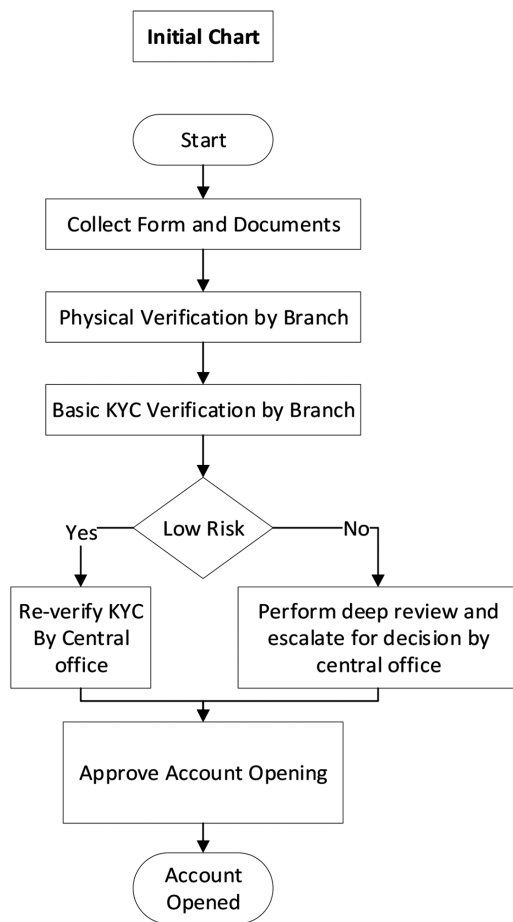 Initial Chart
Start
Collect Form and Documents
Physical Verification by Branch
Basic KYC Verification by Branch
Low Risk
Yes
No
Re-verify KYC
By Central
office
Perform deep review and
escalate for decision by
central office
Approve Account Opening
Account
Opened